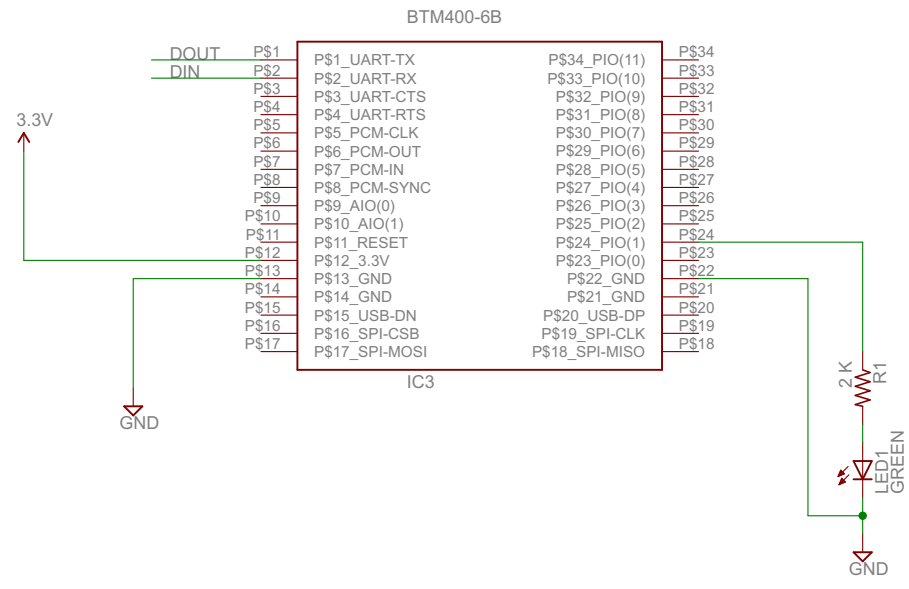 BTM400-6B
DOUT P$1 P$1_UART-TX P$34_PIO(11) P$34
DIN P$2 P$2_UART-RX P$33_PIO(10) P$33
P$3 P$3_UART-CTS P$32_PIO(9) P$32
P$4 P$4_UART-RTS P$31_PIO(8) P$31
P$5 P$5_PCM-CLK P$30_PIO(7) P$30
P$6 P$6_PCM-OUT P$29_PIO(6) P$29
P$7 P$7_PCM-IN P$28_PIO(5) P$28
P$8 P$8_PCM-SYNC P$27_PIO(4) P$27
P$9 P$9_AIO(0) P$26_PIO(3) P$26
P$10 P$10_AIO(1) P$25_PIO(2) P$25
P$11 P$11_RESET P$24_PIO(1) P$24
P$12 P$12_3.3V P$23_PIO(0) P$23
P$13 P$13_GND P$22_GND P$22
P$14 P$14_GND P$21_GND P$21
P$15 P$15_USB-DN P$20_USB-DP P$20
P$16 P$16_SPI-CSB P$19_SPI-CLK P$19
P$17 P$17_SPI-MOSI P$18_SPI-MISO P$18
IC3
3.3V
GND
2 K
R1
LED1
GREEN
GND